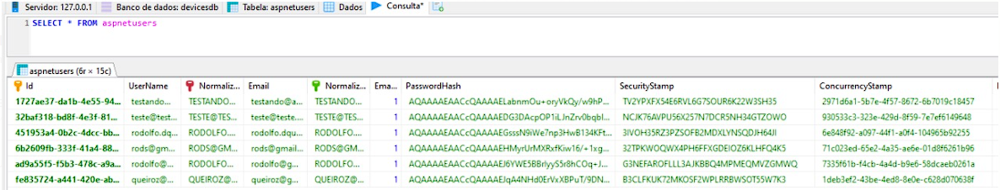 Servidor: 127.0.0.1 Banco de dados: devicesdb Tabela: aspnetusers Dados Consulta*
1 SELECT * FROM aspnetusers
aspnetusers (6r × 15c)
Id UserName Normaliz... Email Normaliz... Ema... PasswordHash SecurityStamp ConcurrencyStamp
1727ae37-da1b-4e55-94... testando... TESTANDO... testando@a... TESTANDO... 1 AQAAAAEAACcQAAAAELabnmOu+oryVkQy/w9hP... TV2YPXFX54E6RVL6G7SOUR6K22W3SH35 2971d6a1-5b7e-4f57-8672-6b7019c18457
32baf318-bd8f-4e3f-81... teste@test... TESTE@TES... teste@teste... TESTE@TES... 1 AQAAAAEAACcQAAAAEDG3DAcpOP1iLJnZrv0bqbl... NCJK76AVPU56X257N7DCR5NH34GTZOWO 930533c3-323e-429d-8f59-7e7ef6149648
451953a4-0b2c-4dcc-bb... rodolfo.dq... RODOLFO.... rodolfo.dqu... RODOLFO.... 1 AQAAAAEAACcQAAAAEGsssN9iWe7np3HwB134KFt... 3IVOH35RZ3PZSOFB2MDXLYNSQDJH64JI 6e848f92-a097-44f1-a0f4-104965b92255
6b2609fb-333f-41a4-88... rods@gm... RODS@GM... rods@gmail... RODS@GM... 1 AQAAAAEAACcQAAAAEHMyrUrMXRxfKiw16/+1xg... 32TPKWOQWX4PH6FFXGDEIOZ6KLHFQ4K5 71c023ed-65e2-4a35-ae6e-01d8f6261b96
ad9a55f5-f5b3-478c-a9a... rodolfo@... RODOLFO... rodolfo@g... RODOLFO... 1 AQAAAAEAACcQAAAAEJ6YWE5BBrlyyS5r8hCOq+J... G3NEFAROFLLL3AJKBBQ4MPMEQMVZGMWQ 7335f61b-f4cb-4a4d-b9e6-58dcaeb0261a
fe835724-a441-420e-ab... queiroz@... QUEIROZ@... queiroz@g... QUEIROZ@... 1 AQAAAAEAACcQAAAAEJqA4NHd0ErVxXBPuT/9DN... B3CLFKUK72MKOSF2WPLRRBWSOT55W7K3 1deb3ef2-43be-4ed8-8e0e-c628d070638f